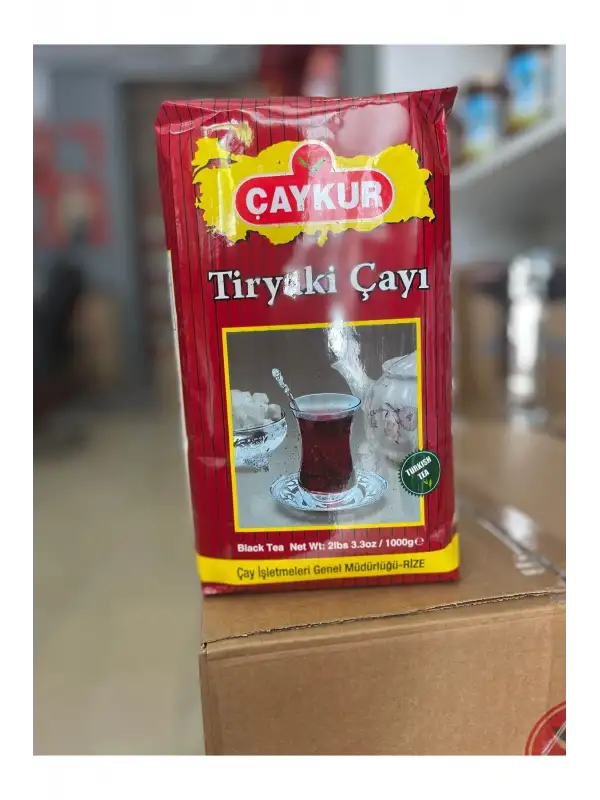 ÇAYKUR
Tiryaki Çayı
TURKISH
TEA
Black Tea Net Wt: 2lbs 3.3oz / 1000g℮
Çay İşletmeleri Genel Müdürlüğü-RİZE